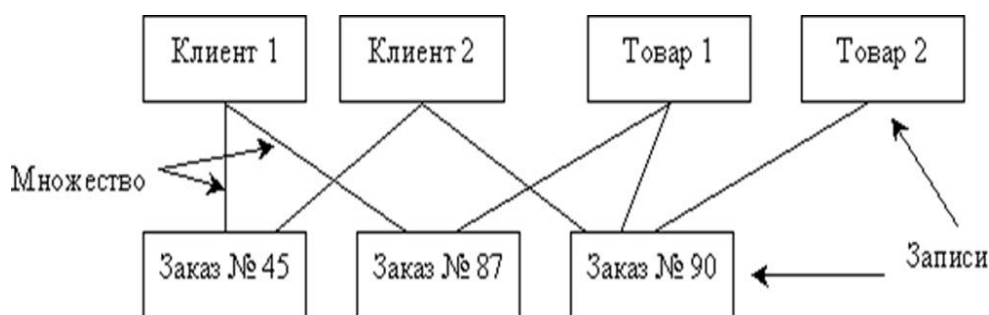 Клиент 1
Клиент 2
Товар 1
Товар 2
Множество
Заказ № 45
Заказ № 87
Заказ № 90
Записи